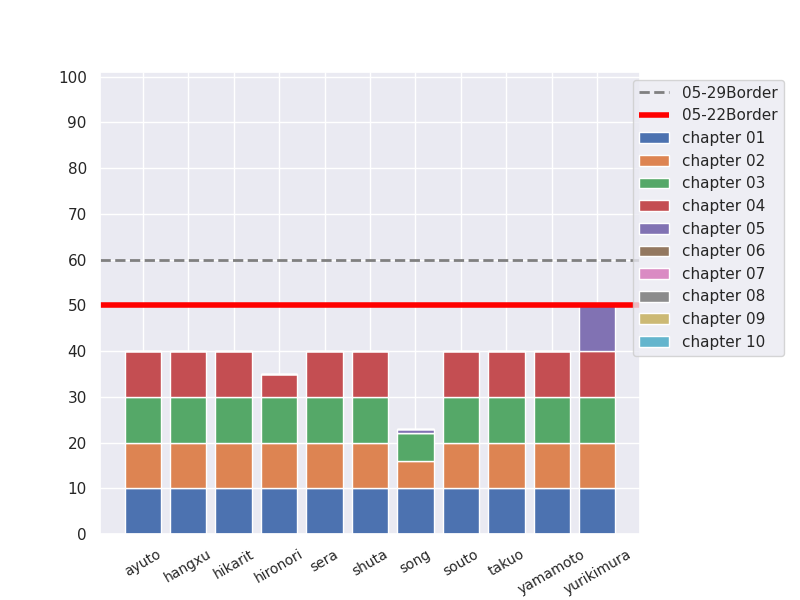 100
90
80
70
60
50
40
30
20
10
0
ayuto
hangxu
hikarit
hironori
sera
shuta
song
souto
takuo
yamamoto
yurikimura
05-29Border
05-22Border
chapter 01
chapter 02
chapter 03
chapter 04
chapter 05
chapter 06
chapter 07
chapter 08
chapter 09
chapter 10